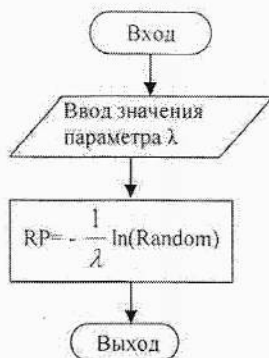 Вход
Ввод значения
параметра λ
RP= - 1/λ ln(Random)
Выход